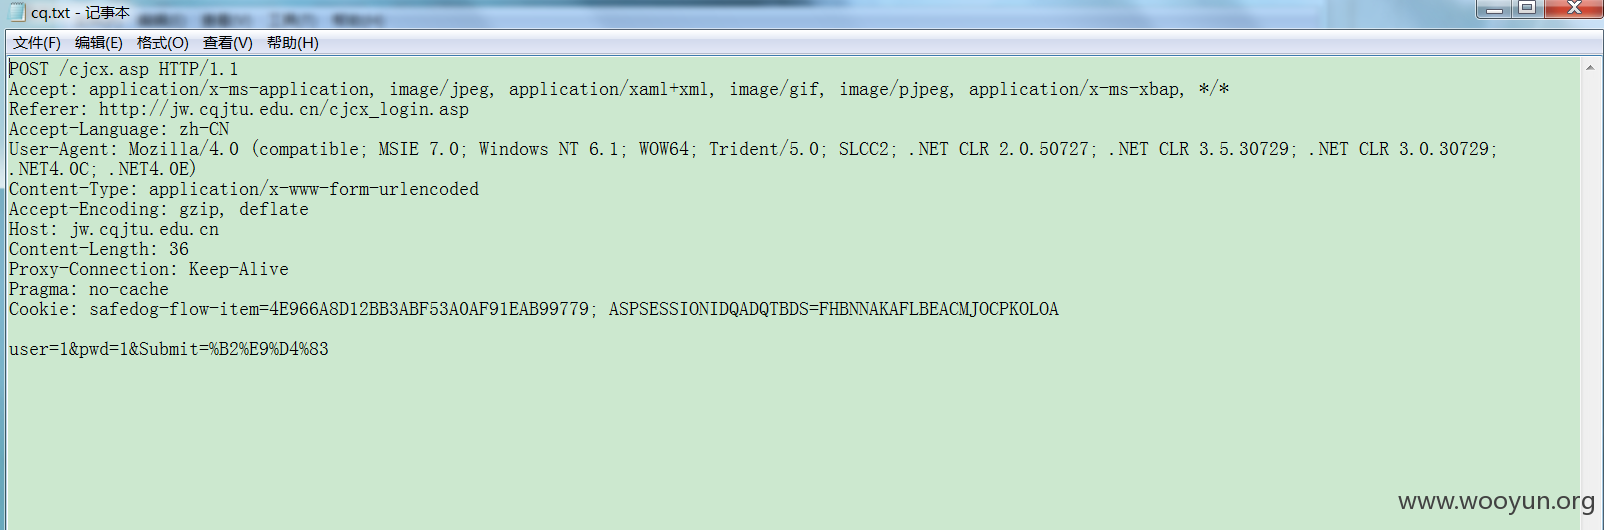 cq.txt - 记事本
文件(F) 编辑(E) 格式(O) 查看(V) 帮助(H)
POST /cjcx.asp HTTP/1.1
Accept: application/x-ms-application, image/jpeg, application/xaml+xml, image/gif, image/pjpeg, application/x-ms-xbap, */*
Referer: http://jw.cqjtu.edu.cn/cjcx_login.asp
Accept-Language: zh-CN
User-Agent: Mozilla/4.0 (compatible; MSIE 7.0; Windows NT 6.1; WOW64; Trident/5.0; SLCC2; .NET CLR 2.0.50727; .NET CLR 3.5.30729; .NET CLR 3.0.30729;
.NET4.0C; .NET4.0E)
Content-Type: application/x-www-form-urlencoded
Accept-Encoding: gzip, deflate
Host: jw.cqjtu.edu.cn
Content-Length: 36
Proxy-Connection: Keep-Alive
Pragma: no-cache
Cookie: safedog-flow-item=4E966A8D12BB3ABF53A0AF91EAB99779; ASPSESSIONIDQADQTBDS=FHBNNAKAFLBEACMJOCPKOLOA
user=1&pwd=1&Submit=%B2%E9%D4%83
www.wooyun.org